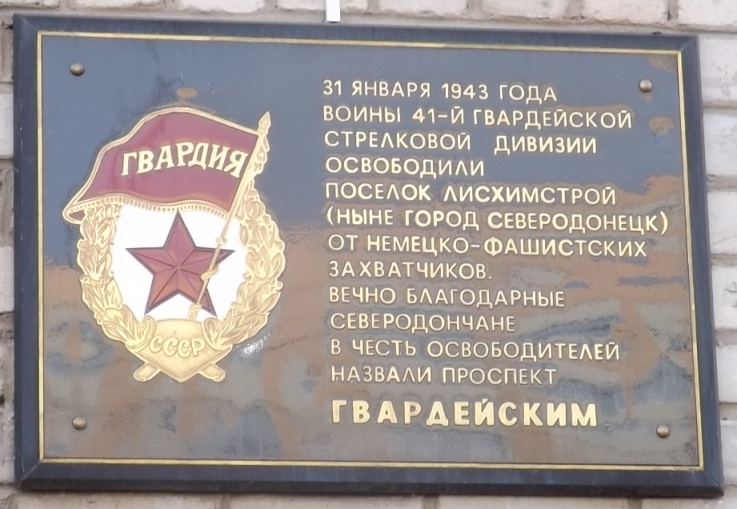 ГВАРДИЯ
СССР
31 ЯНВАРЯ 1943 ГОДА
ВОИНЫ 41-Й ГВАРДЕЙСКОЙ
СТРЕЛКОВОЙ ДИВИЗИИ
ОСВОБОДИЛИ
ПОСЕЛОК ЛИСХИМСТРОЙ
(НЫНЕ ГОРОД СЕВЕРОДОНЕЦК)
ОТ НЕМЕЦКО-ФАШИСТСКИХ
ЗАХВАТЧИКОВ.
ВЕЧНО БЛАГОДАРНЫЕ
СЕВЕРОДОНЧАНЕ
В ЧЕСТЬ ОСВОБОДИТЕЛЕЙ
НАЗВАЛИ ПРОСПЕКТ
ГВАРДЕЙСКИМ